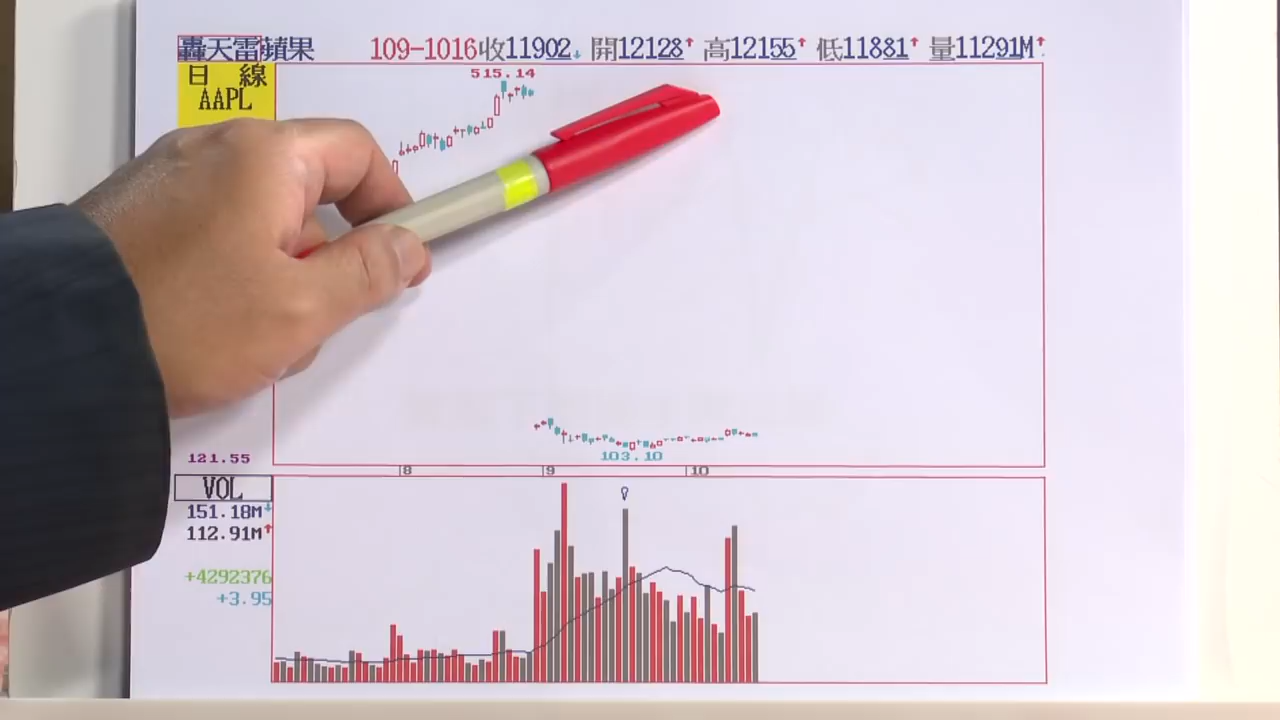 轟天雷蘋果 109-1016收11902↓ 開12128↑ 高12155↑ 低11881↑ 量11291M↑
日 線
AAPL
515.14
103.10
121.55
8 9 10
VOL
151.18M↓
112.91M↑
+4292376
+3.95